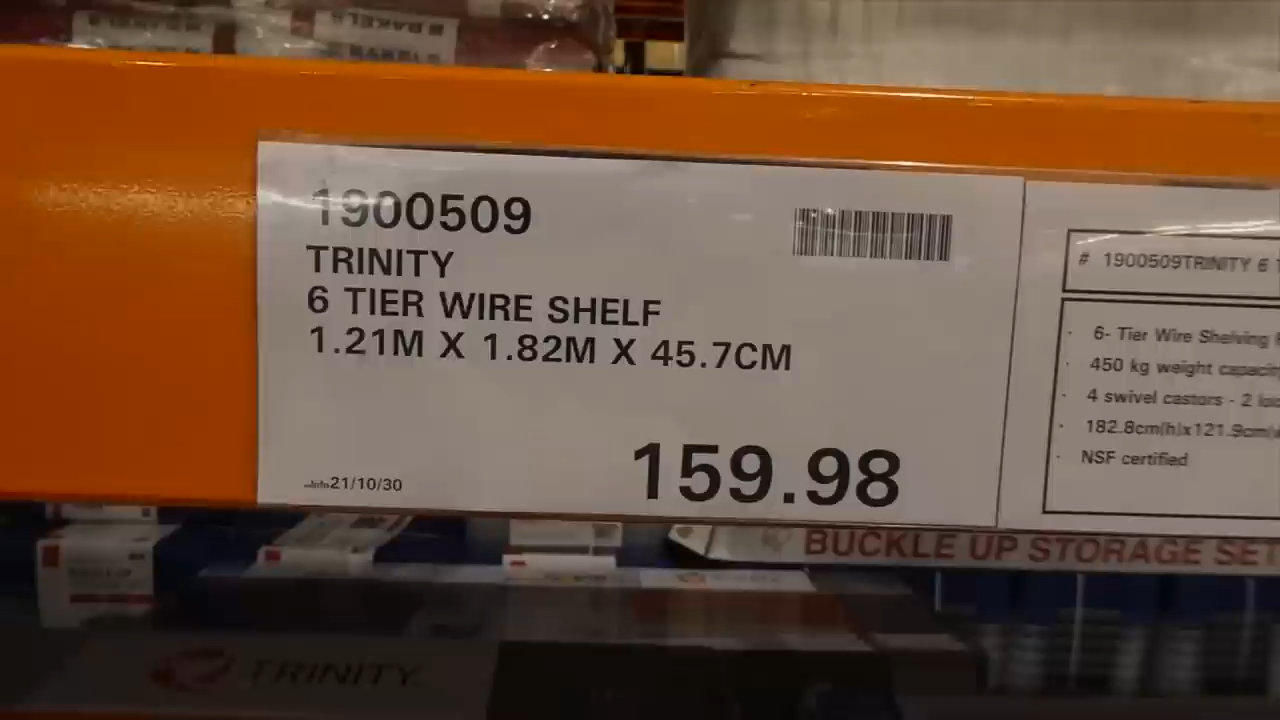 1900509
TRINITY
6 TIER WIRE SHELF
1.21M X 1.82M X 45.7CM
21/10/30
159.98
# 1900509TRINITY 6
· 6- Tier Wire Shelving
· 450 kg weight capacity
· 4 swivel castors - 2
· 182.8cm(h)x121.9cm
· NSF certified
BUCKLE UP STORAGE SET
TRINITY